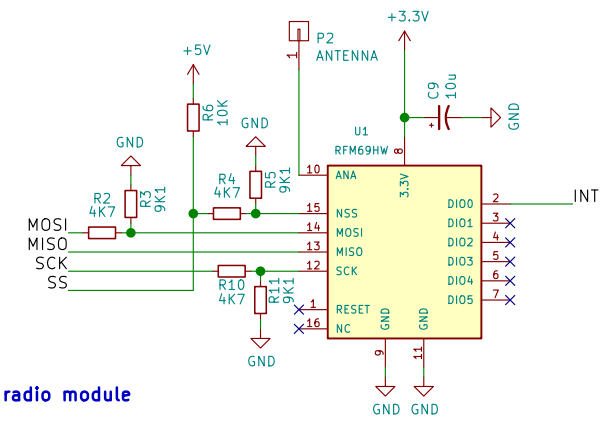 +3.3V
P2
ANTENNA
1
+5V
C9
10u
GND
R6
10K
GND
GND
U1
RFM69HW
8
3.3V
R4
4K7
R5
9K1
10
ANA
R2
4K7
R3
9K1
15
NSS
DIO0
2
INT
MOSI
14
MOSI
DIO1
3
MISO
13
MISO
DIO2
4
SCK
12
SCK
DIO3
5
SS
R10
4K7
R11
9K1
DIO4
6
1
RESET
DIO5
7
16
NC
GND
GND
GND
9
11
radio module
GND
GND